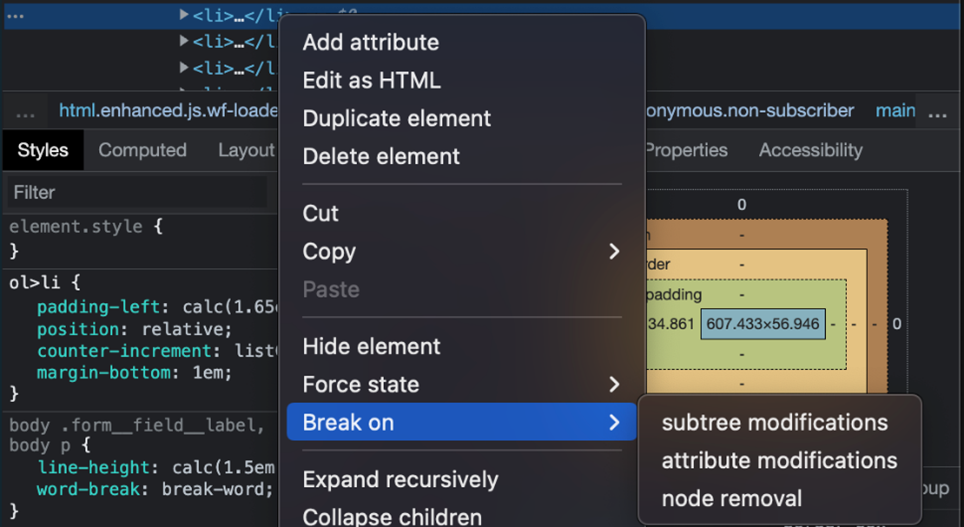 ... ▶<li>…</li> == $0
▶<li>…</l
▶<li>…</l
... html.enhanced.js.wf-loade
onymous.non-subscriber main ...
Styles Computed Layout
Properties Accessibility
Filter
element.style {
}
ol>li {
padding-left: calc(1.65e
position: relative;
counter-increment: list
margin-bottom: 1em;
}
body .form__field__label,
body p {
line-height: calc(1.5em
word-break: break-word;
}
Add attribute
Edit as HTML
Duplicate element
Delete element
Cut
Copy
Paste
Hide element
Force state
Break on
Expand recursively
Collapse children
subtree modifications
attribute modifications
node removal
0
n -
rder -
padding -
34.861 607.433×56.946 - - - 0
-
-
oup